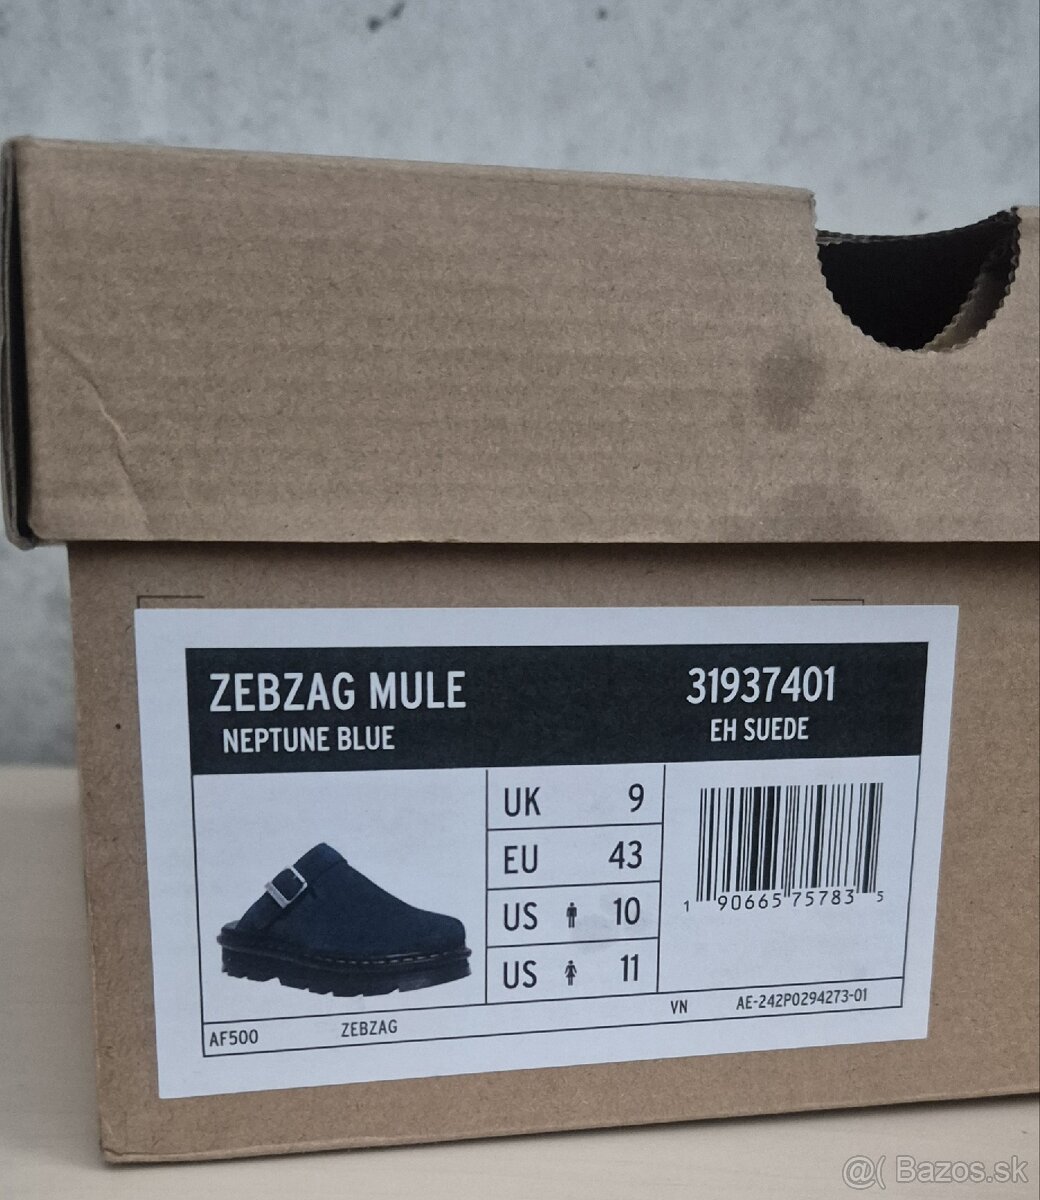 ZEBZAG MULE 31937401
NEPTUNE BLUE EH SUEDE
UK 9
EU 43
US 10
US 11
1 90665 75783 5
AF500 ZEBZAG VN AE-242P0294273-01
@( Bazos.sk